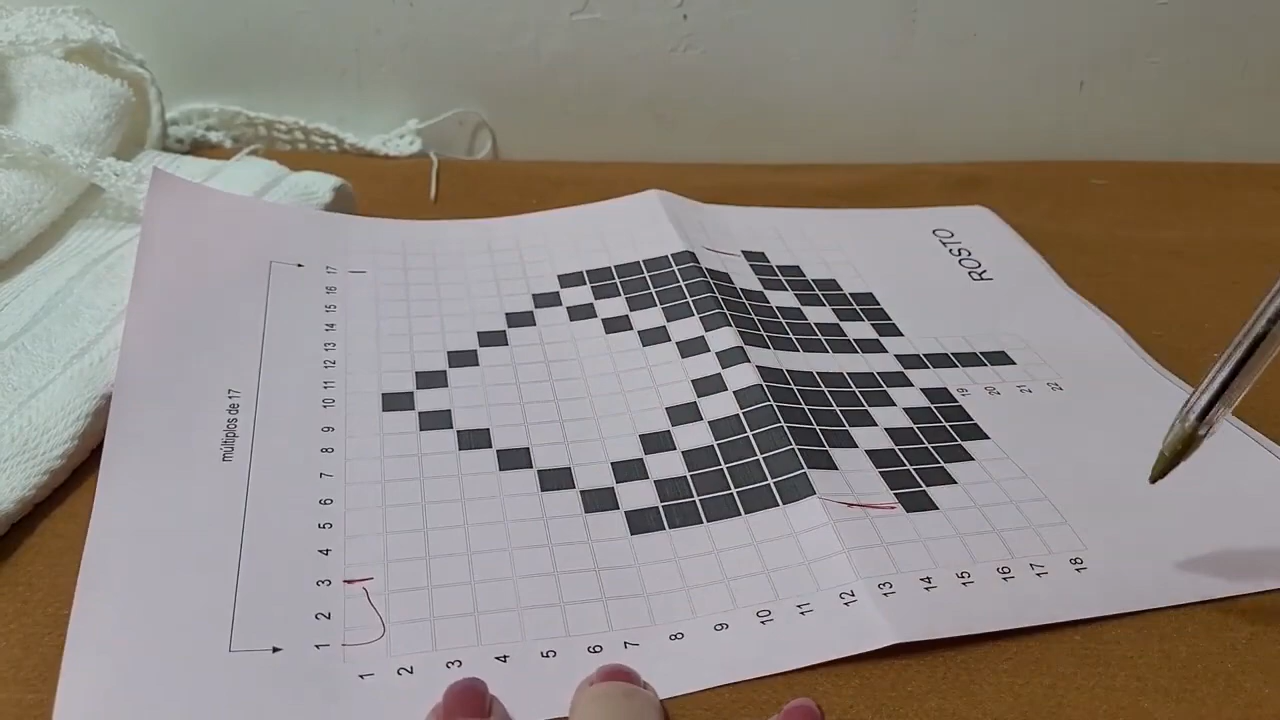 ROSTO
múltiplos de 17
1 2 3 4 5 6 7 8 9 10 11 12 13 14 15 16 17
1 2 3 4 5 6 7 8 9 10 11 12 13 14 15 16 17 18
19 20 21 22